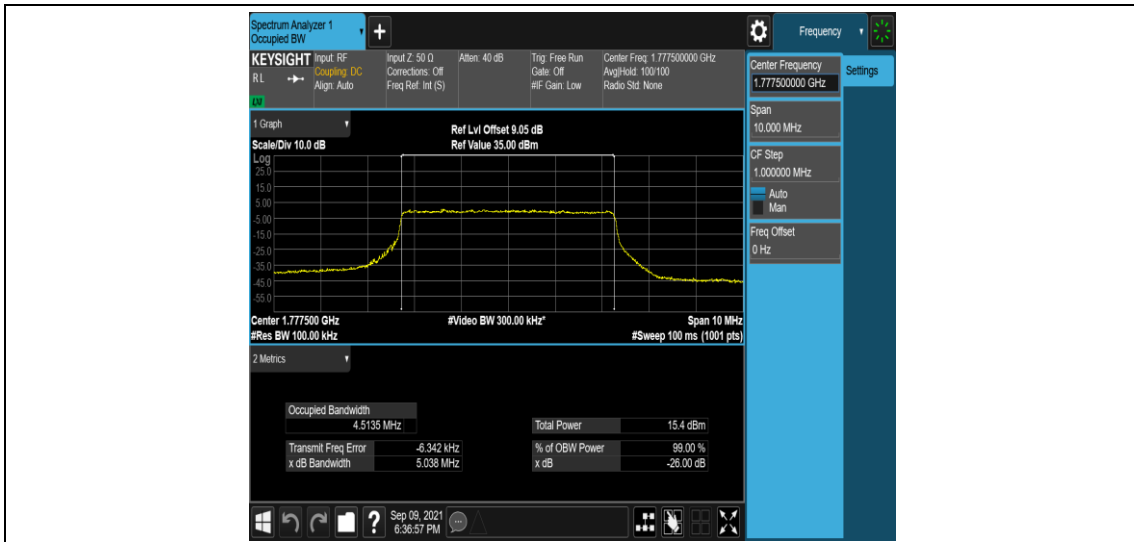 Spectrum Analyzer 1
Occupied BW
+
Frequency
KEYSIGHT
RL
LXI
Input: RF
Coupling: DC
Align: Auto
Input Z: 50 Ω
Corrections: Off
Freq Ref: Int (S)
Atten: 40 dB
Trig: Free Run
Gate: Off
#IF Gain: Low
Center Freq: 1.777500000 GHz
Avg|Hold: 100/100
Radio Std: None
Center Frequency
1.777500000 GHz
Settings
Span
10.000 MHz
CF Step
1.000000 MHz
Auto
Man
Freq Offset
0 Hz
1 Graph
Scale/Div 10.0 dB
Ref Lvl Offset 9.05 dB
Ref Value 35.00 dBm
Log
25.0
15.0
5.00
-5.00
-15.0
-25.0
-35.0
-45.0
-55.0
Center 1.777500 GHz
#Video BW 300.00 kHz*
Span 10 MHz
#Res BW 100.00 kHz
#Sweep 100 ms (1001 pts)
2 Metrics
Occupied Bandwidth
4.5135 MHz
Total Power 15.4 dBm
Transmit Freq Error -6.342 kHz
% of OBW Power 99.00 %
x dB Bandwidth 5.038 MHz
x dB -26.00 dB
?
Sep 09, 2021
6:36:57 PM